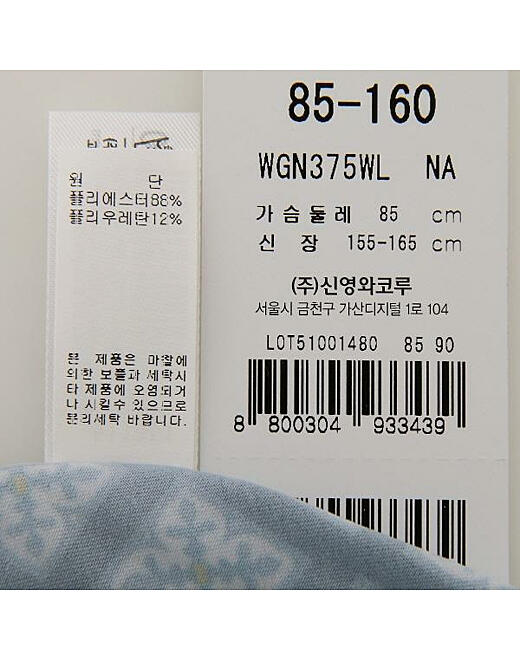 원 단
폴리에스터88%
폴리우레탄12%
본 제품은 마찰에
의한 보풀과 세탁시
타 제품에 오염되거
나 시킬수 있으므로
분리세탁 바랍니다.
85-160
WGN375WL NA
가슴둘레 85 cm
신 장 155-165 cm
(주)신영와코루
서울시 금천구 가산디지털 1로 104
LOT51001480 85 90
8 800304 933439